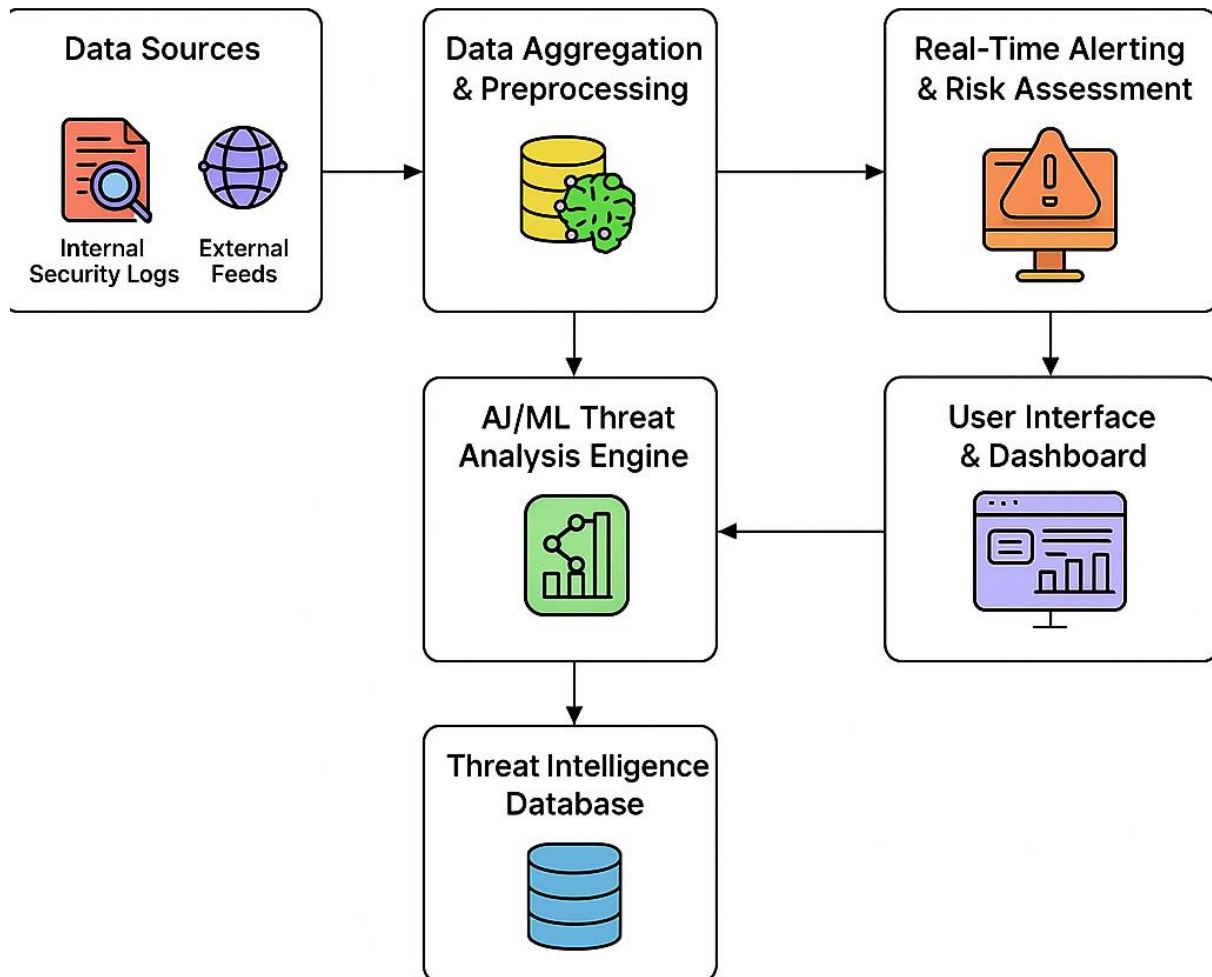 Data Sources
Internal
Security Logs
External
Feeds
Data Aggregation
& Preprocessing
Real-Time Alerting
& Risk Assessment
AJ/ML Threat
Analysis Engine
User Interface
& Dashboard
Threat Intelligence
Database